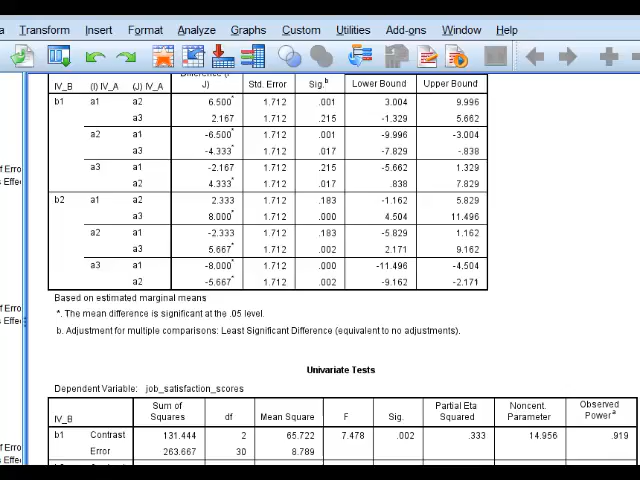 Transform Insert Format Analyze Graphs Custom Utilities Add-ons Window Help
IV_B (I) IV_A (J) IV_A J) Std. Error Sig.b Lower Bound Upper Bound
b1 a1 a2 6.500* 1.712 .001 3.004 9.996
a3 2.167 1.712 .215 -1.329 5.662
a2 a1 -6.500* 1.712 .001 -9.996 -3.004
a3 -4.333* 1.712 .017 -7.829 -.838
a3 a1 -2.167 1.712 .215 -5.662 1.329
a2 4.333* 1.712 .017 .838 7.829
b2 a1 a2 2.333 1.712 .183 -1.162 5.829
a3 8.000* 1.712 .000 4.504 11.496
a2 a1 -2.333 1.712 .183 -5.829 1.162
a3 5.667* 1.712 .002 2.171 9.162
a3 a1 -8.000* 1.712 .000 -11.496 -4.504
a2 -5.667* 1.712 .002 -9.162 -2.171
Based on estimated marginal means
*. The mean difference is significant at the .05 level.
b. Adjustment for multiple comparisons: Least Significant Difference (equivalent to no adjustments).
Univariate Tests
Dependent Variable: job_satisfaction_scores
IV_B Sum of Squares df Mean Square F Sig. Partial Eta Squared Noncent. Parameter Observed Power a
b1 Contrast 131.444 2 65.722 7.478 .002 .333 14.956 .919
Error 263.667 30 8.789
f Erro
s Effe
f Erro
Effec
f Erro
s Effe